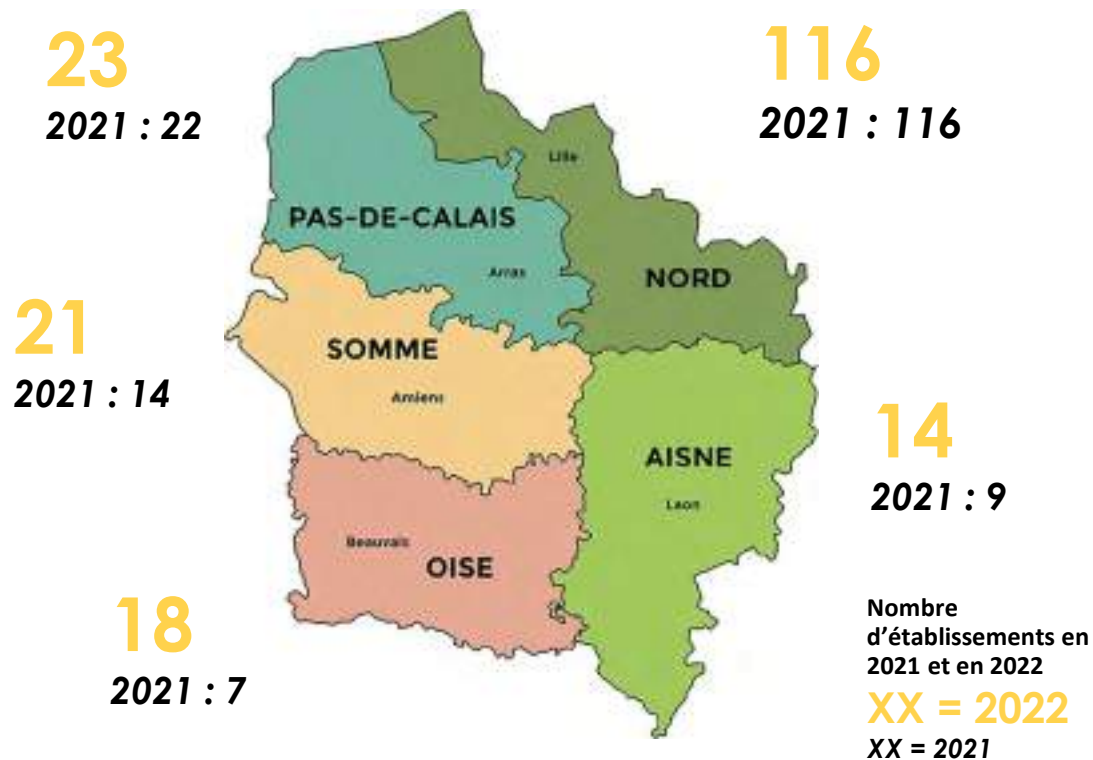 23
2021 : 22
116
2021 : 116
Lille
PAS-DE-CALAIS
Arras
NORD
21
2021 : 14
SOMME
Amiens
14
2021 : 9
AISNE
Laon
Beauvais
OISE
18
2021 : 7
Nombre
d'établissements en
2021 et en 2022
XX = 2022
XX = 2021